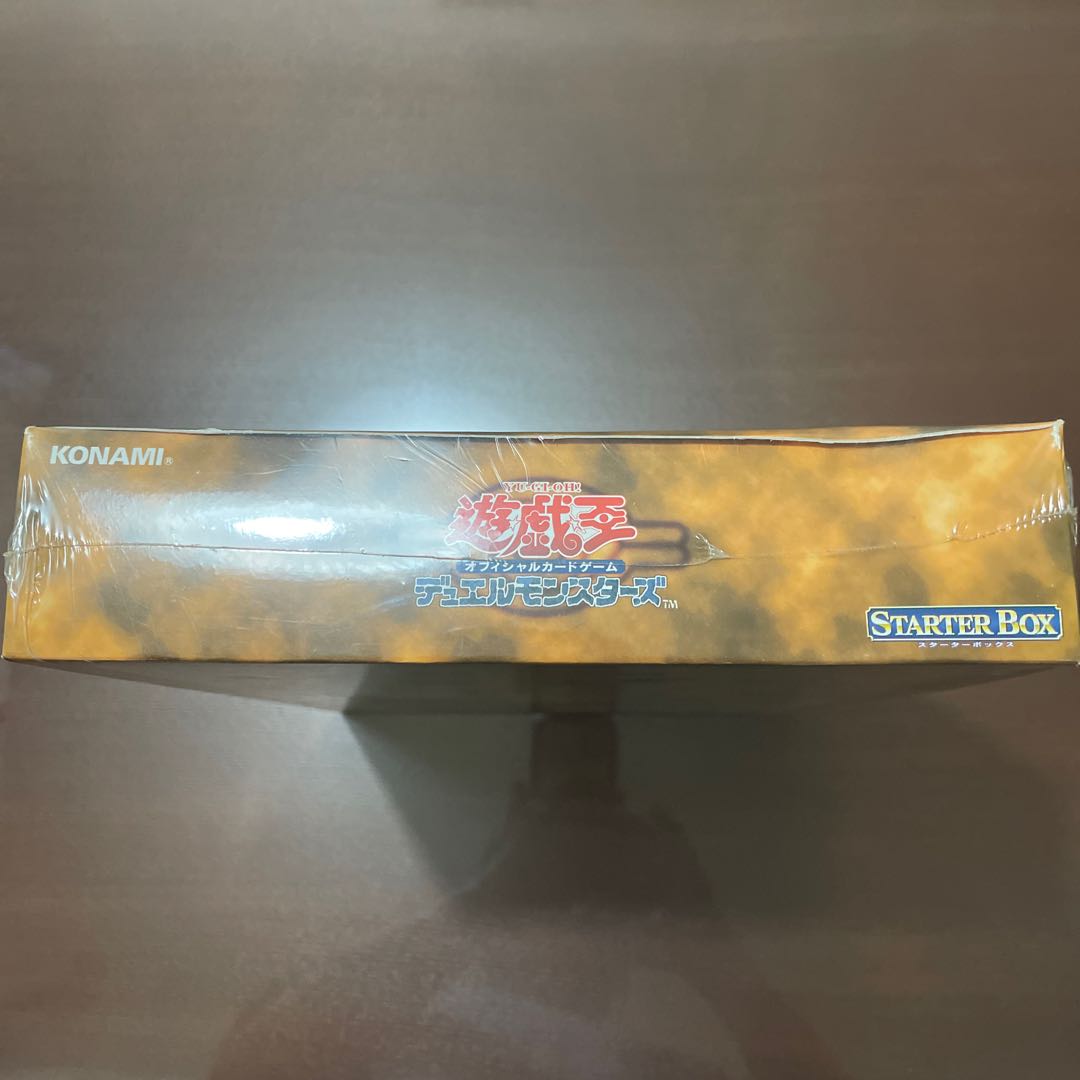 KONAMI®
YU-GI-OH!
遊戯王
オフィシャルカードゲーム
デュエルモンスターズ™
STARTER BOX
スターターボックス